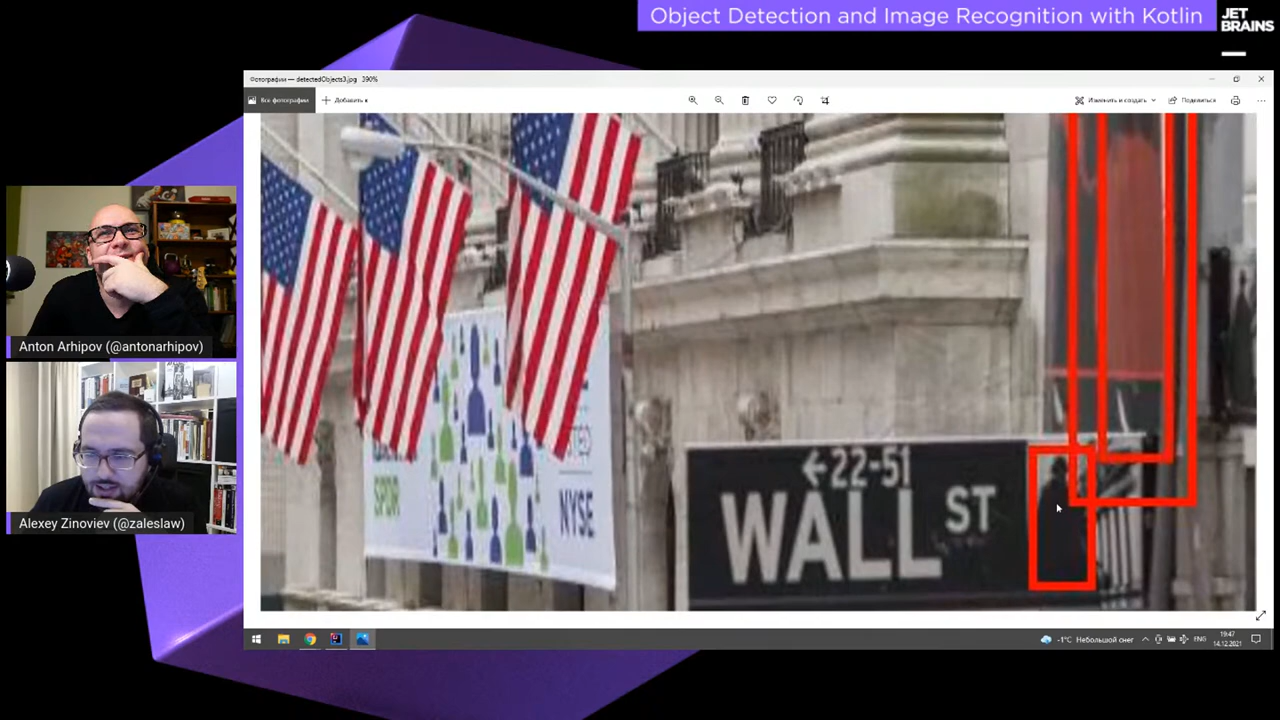 Object Detection and Image Recognition with Kotlin
JET
BRAINS
Фотографии — detectedObjects3.jpg 390%
Все фотографии
Добавить к
Изменить и создать
Поделиться
SPDR
NYSE
←22-51
WALL ST
Anton Arhipov (@antonarhipov)
Alexey Zinoviev (@zaleslaw)
-1°C Небольшой снег
ENG
19:47
14.12.2021